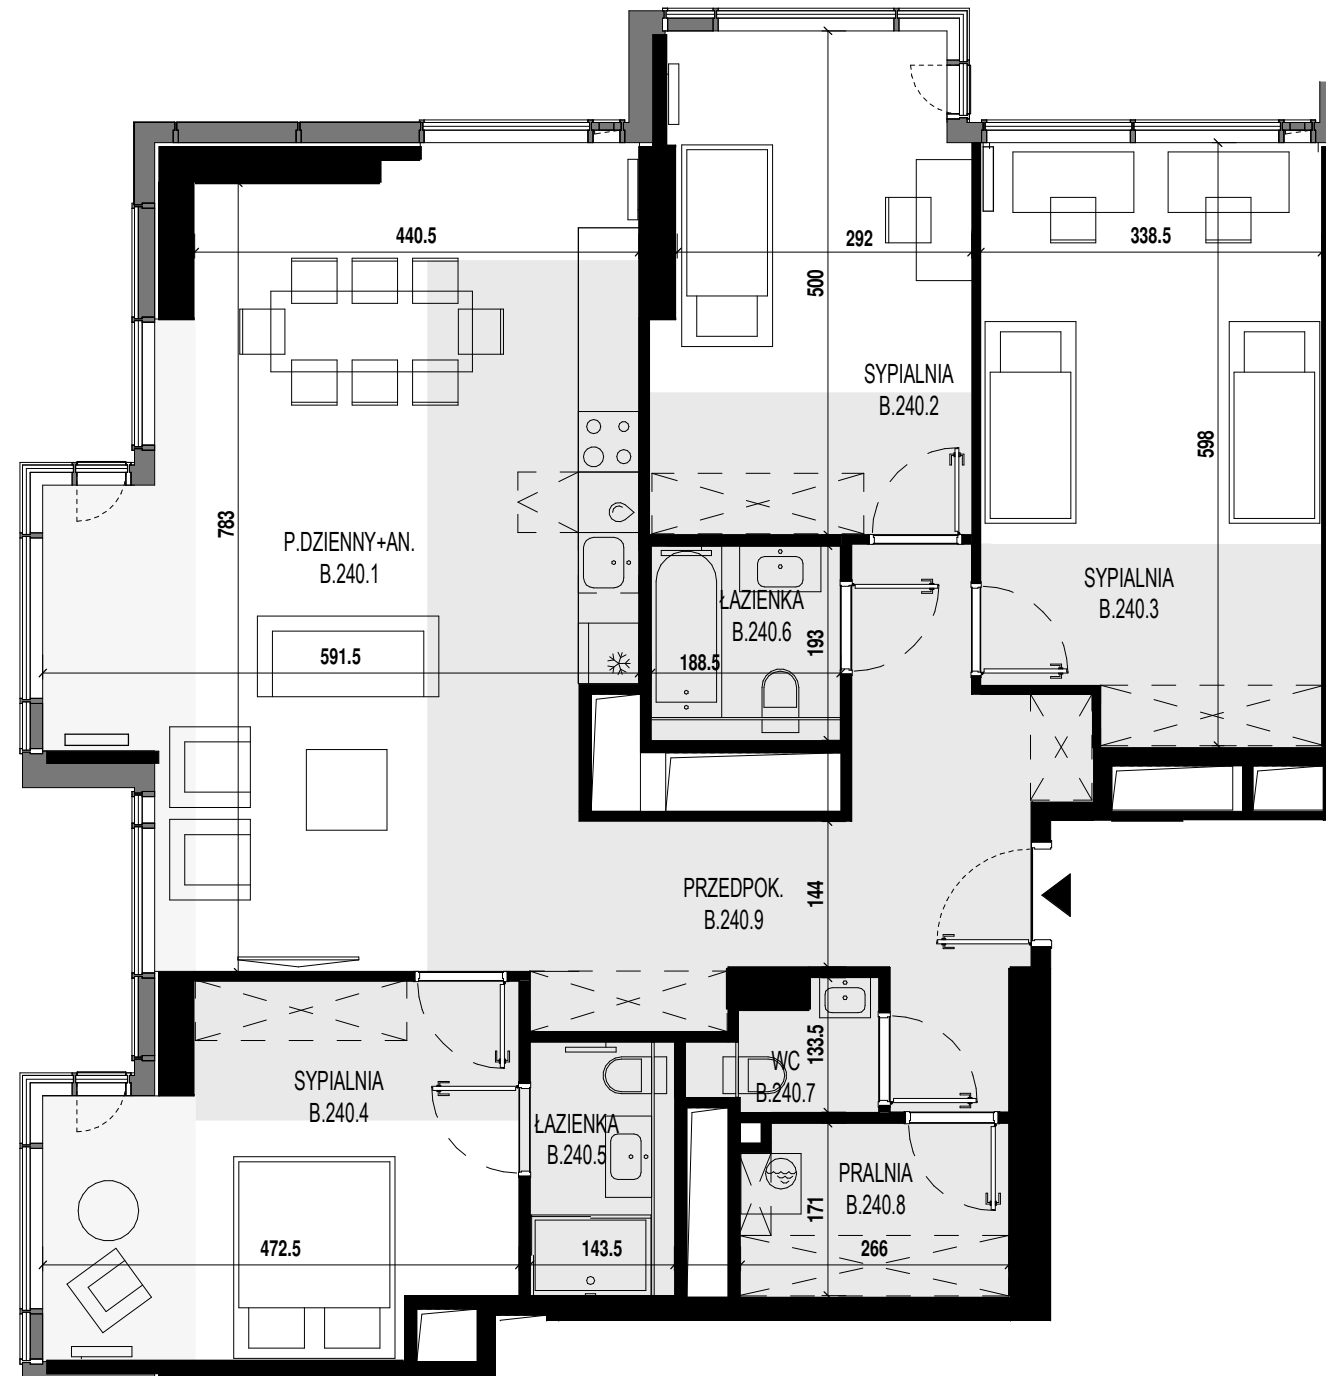 440.5
292
338.5
500
SYPIALNIA
B.240.2
598
783
P.DZIENNY+AN.
B.240.1
SYPIALNIA
B.240.3
ŁAZIENKA
B.240.6
193
591.5
188.5
PRZEDPOK.
B.240.9
144
SYPIALNIA
B.240.4
WC
B.240.7
133.5
ŁAZIENKA
B.240.5
PRALNIA
B.240.8
171
472.5
143.5
266